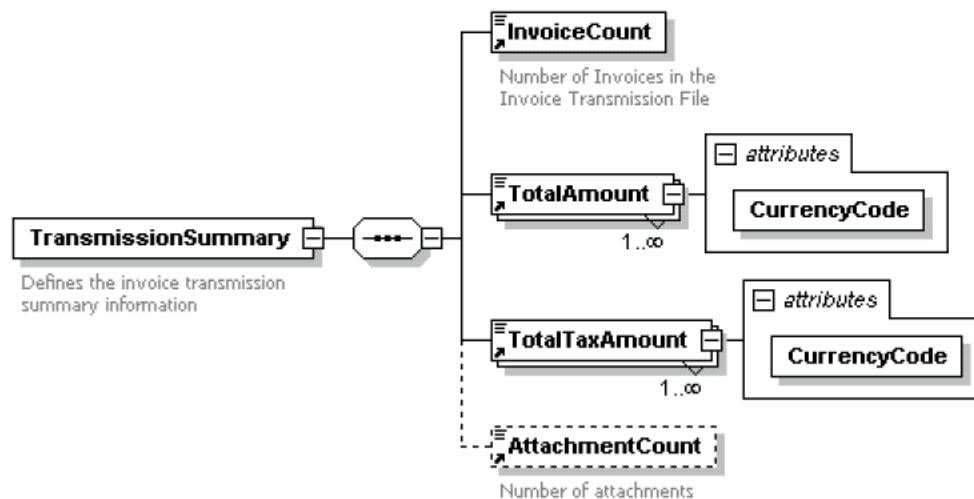 InvoiceCount
Number of Invoices in the
Invoice Transmission File
attributes
TotalAmount
CurrencyCode
1..∞
TransmissionSummary
Defines the invoice transmission
summary information
attributes
TotalTaxAmount
CurrencyCode
1..∞
AttachmentCount
Number of attachments